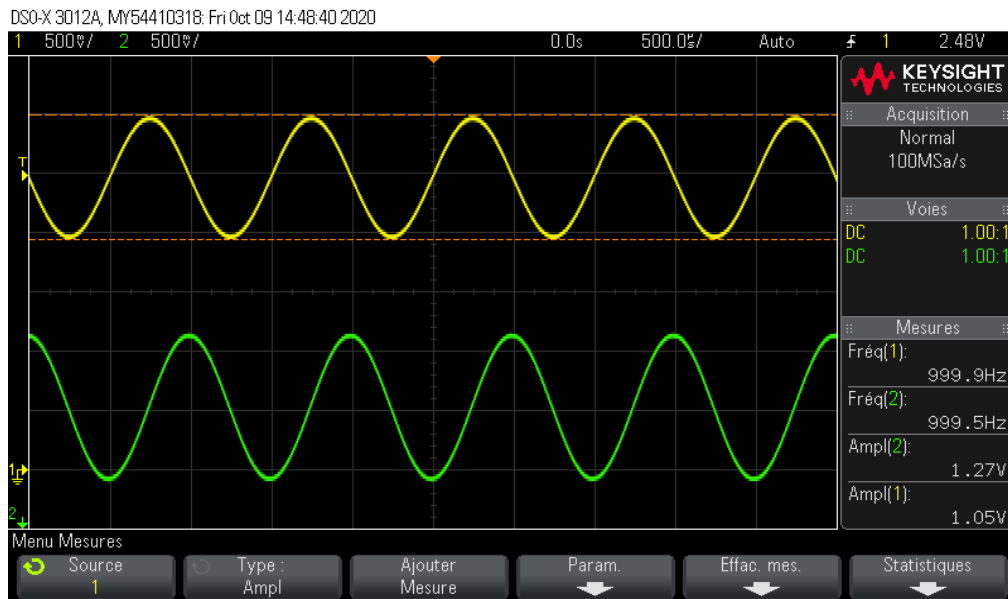 DSO-X 3012A, MY54410318: Fri Oct 09 14:48:40 2020
1 500mV/ 2 500mV/ 0.0s 500.0µs/ Auto 1 2.48V
KEYSIGHT
TECHNOLOGIES
Acquisition
Normal
100MSa/s
Voies
DC 1.00:1
DC 1.00:1
Mesures
Fréq(1):
999.9Hz
Fréq(2):
999.5Hz
Ampl(2):
1.27V
Ampl(1):
1.05V
T
1
2
Menu Mesures
Source
1
Type :
Ampl
Ajouter
Mesure
Param.
Effac. mes.
Statistiques